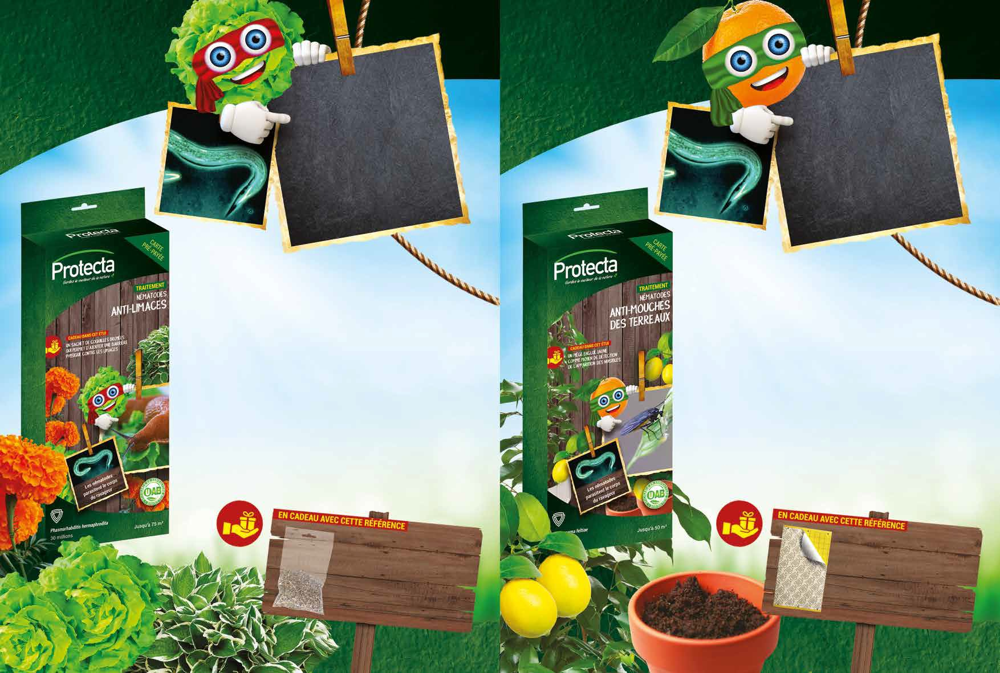 Protecta
CARTE
PRÉ-PAYÉE
Protecta
Gardez le meilleur de la nature
TRAITEMENT
NÉMATODES
ANTI-LIMACES
CADEAU DANS CET ÉTUI
UN SACHET DE COQUILLES BROYÉES
QUI PERMET D'AJOUTER UNE BARRIÈRE
PHYSIQUE CONTRE LES LIMACES
Les nématodes
parasitent le corps
du ravageur
UAB
Phasmarhabditis hermaphrodita
30 millions
Jusqu'à 75 m²
EN CADEAU AVEC CETTE RÉFÉRENCE
Protecta
CARTE
PRÉ-PAYÉE
Protecta
Gardez le meilleur de la nature
TRAITEMENT
NÉMATODES
ANTI-MOUCHES
DES TERREAUX
CADEAU DANS CET ÉTUI
UN PIÈGE ENGLUÉ JAUNE
COMME MOYEN DE DÉTECTION
DE L'APPARITION DES NUISIBLES
Les nématodes
parasitent le corps
du ravageur
UAB
ema feltiae
Jusqu'à 50 m²
EN CADEAU AVEC CETTE RÉFÉRENCE